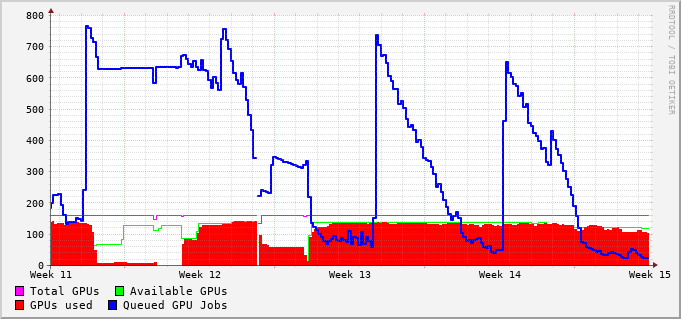 800
700
600
500
400
300
200
100
0
Week 11 Week 12 Week 13 Week 14 Week 15
Total GPUs Available GPUs
GPUs used Queued GPU Jobs
RRDTOOL / TOBI OETIKER